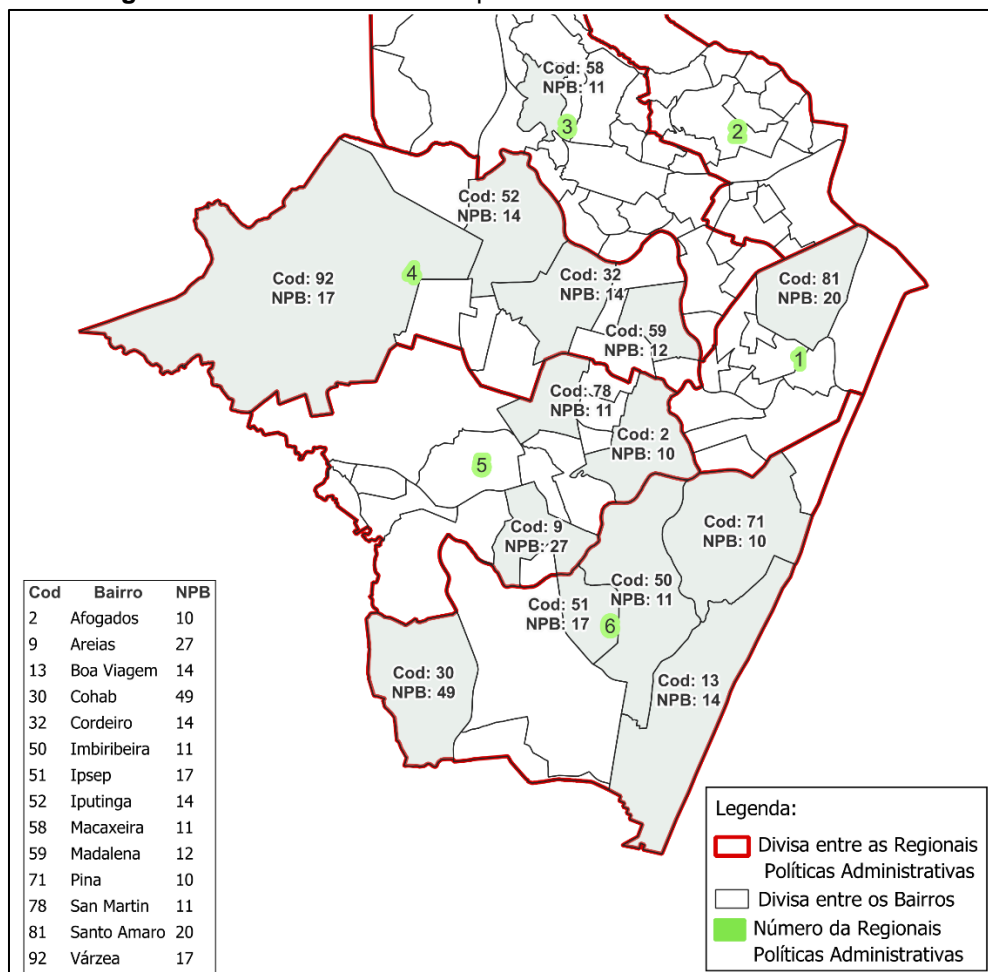 Cod: 58
NPB: 11
3
2
Cod: 52
NPB: 14
4
Cod: 92
NPB: 17
Cod: 32
NPB: 14
Cod: 81
NPB: 20
Cod: 59
NPB: 12
1
Cod: 78
NPB: 11
Cod: 2
NPB: 10
5
Cod: 9
NPB: 27
Cod: 71
NPB: 10
Cod: 50
NPB: 11
Cod: 51
NPB: 17
6
Cod: 30
NPB: 49
Cod: 13
NPB: 14
Cod Bairro NPB
2 Afogados 10
9 Areias 27
13 Boa Viagem 14
30 Cohab 49
32 Cordeiro 14
50 Imbiribeira 11
51 Ipsep 17
52 Iputinga 14
58 Macaxeira 11
59 Madalena 12
71 Pina 10
78 San Martin 11
81 Santo Amaro 20
92 Várzea 17
Legenda:
Divisa entre as Regionais
Políticas Administrativas
Divisa entre os Bairros
Número da Regionais
Políticas Administrativas